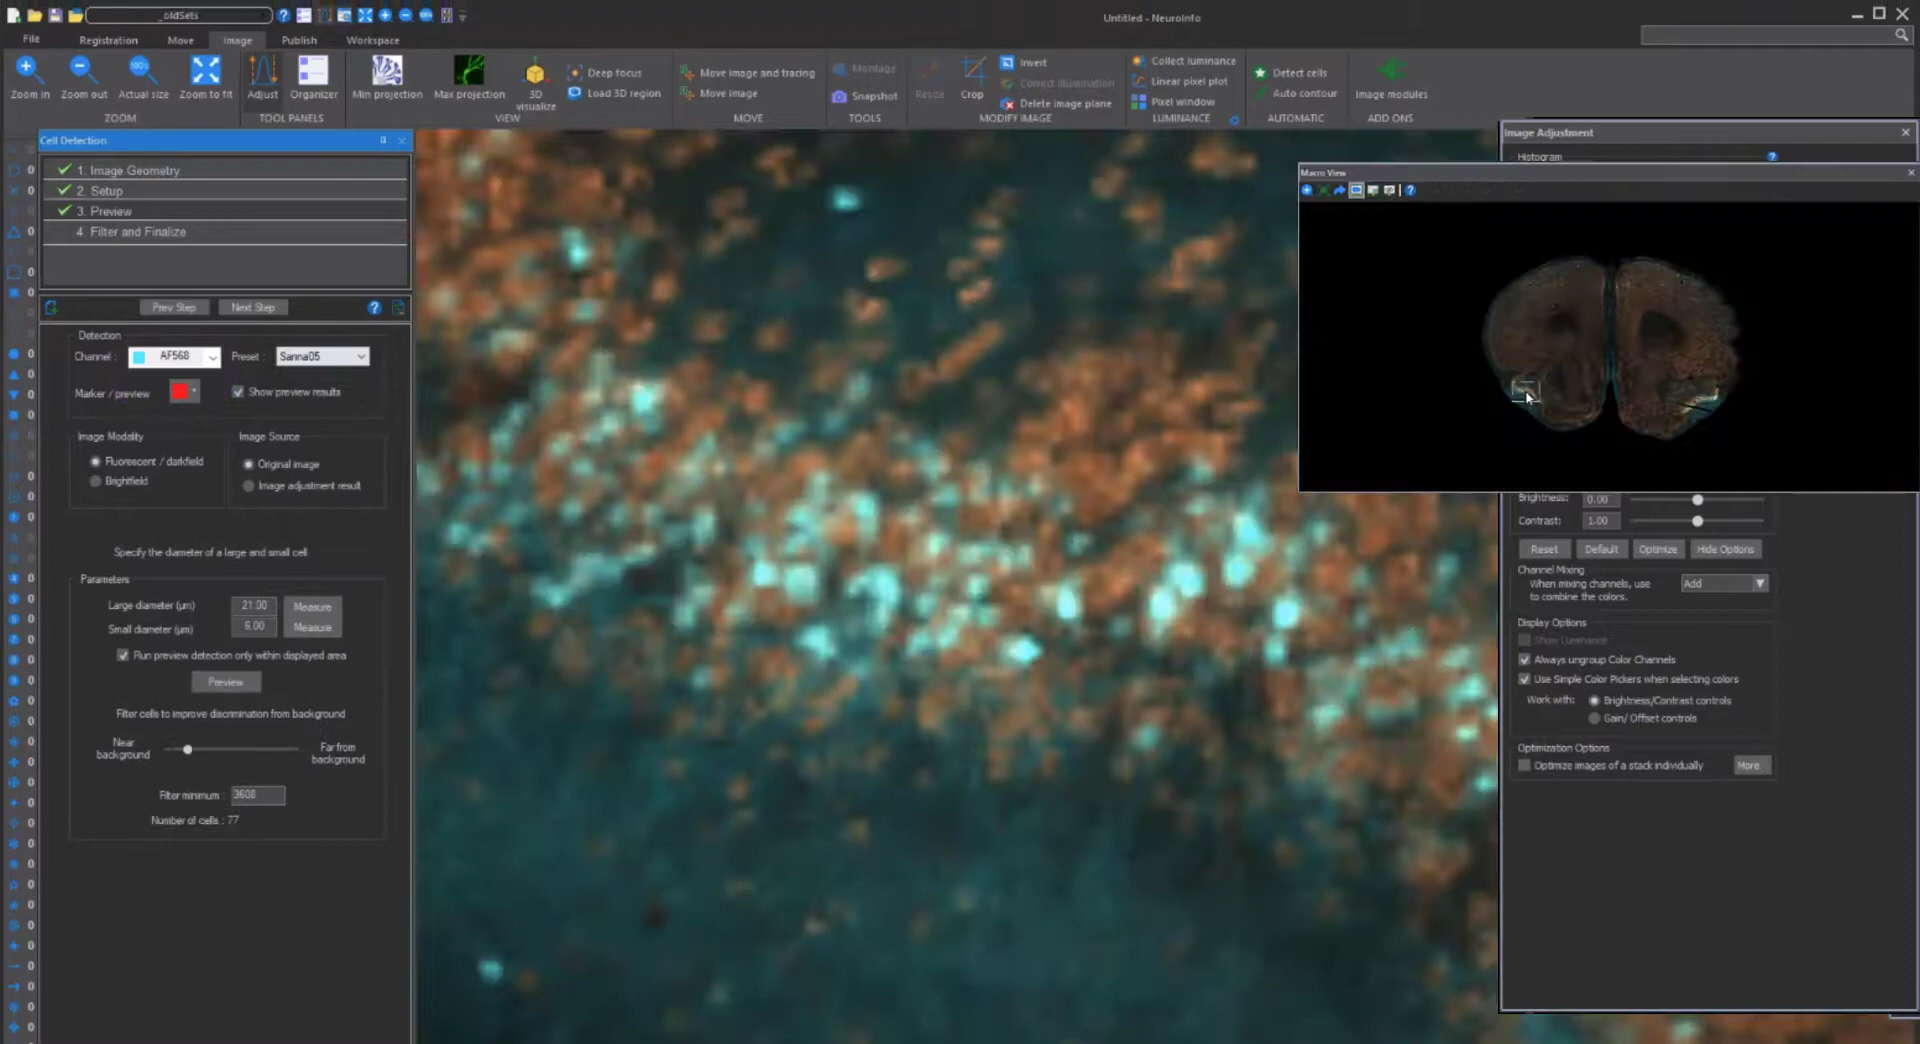 _oldSets
Untitled - NeuroInfo
File
Registration
Move
Image
Publish
Workspace
Zoom in
Zoom out
100%
Actual size
Zoom to fit
Adjust
Organizer
Min projection
Max projection
3D visualize
Deep focus
Load 3D region
Move image and tracing
Move image
Montage
Snapshot
Resize
Crop
Invert
Correct illumination
Delete image plane
Collect luminance
Linear pixel plot
Pixel window
Detect cells
Auto contour
Image modules
ZOOM
TOOL PANELS
VIEW
MOVE
TOOLS
MODIFY IMAGE
LUMINANCE
AUTOMATIC
ADD ONS
Cell Detection
1. Image Geometry
2. Setup
3. Preview
4. Filter and Finalize
Prev Step
Next Step
Detection
Channel :
AF568
Preset :
Sanna05
Marker / preview
Show preview results
Image Modality
Fluorescent / darkfield
Brightfield
Image Source
Original image
Image adjustment result
Specify the diameter of a large and small cell
Parameters
Large diameter (µm)
21.00
Measure
Small diameter (µm)
6.00
Measure
Run preview detection only within displayed area
Preview
Filter cells to improve discrimination from background
Near background
Far from background
Filter minimum :
3608
Number of cells : 77
Image Adjustment
Histogram
Macro View
Brightness:
0.00
Contrast:
1.00
Reset
Default
Optimize
Hide Options
Channel Mixing
When mixing channels, use
to combine the colors.
Add
Display Options
Show Luminance
Always ungroup Color Channels
Use Simple Color Pickers when selecting colors
Work with:
Brightness/Contrast controls
Gain/ Offset controls
Optimization Options
Optimize images of a stack individually
More